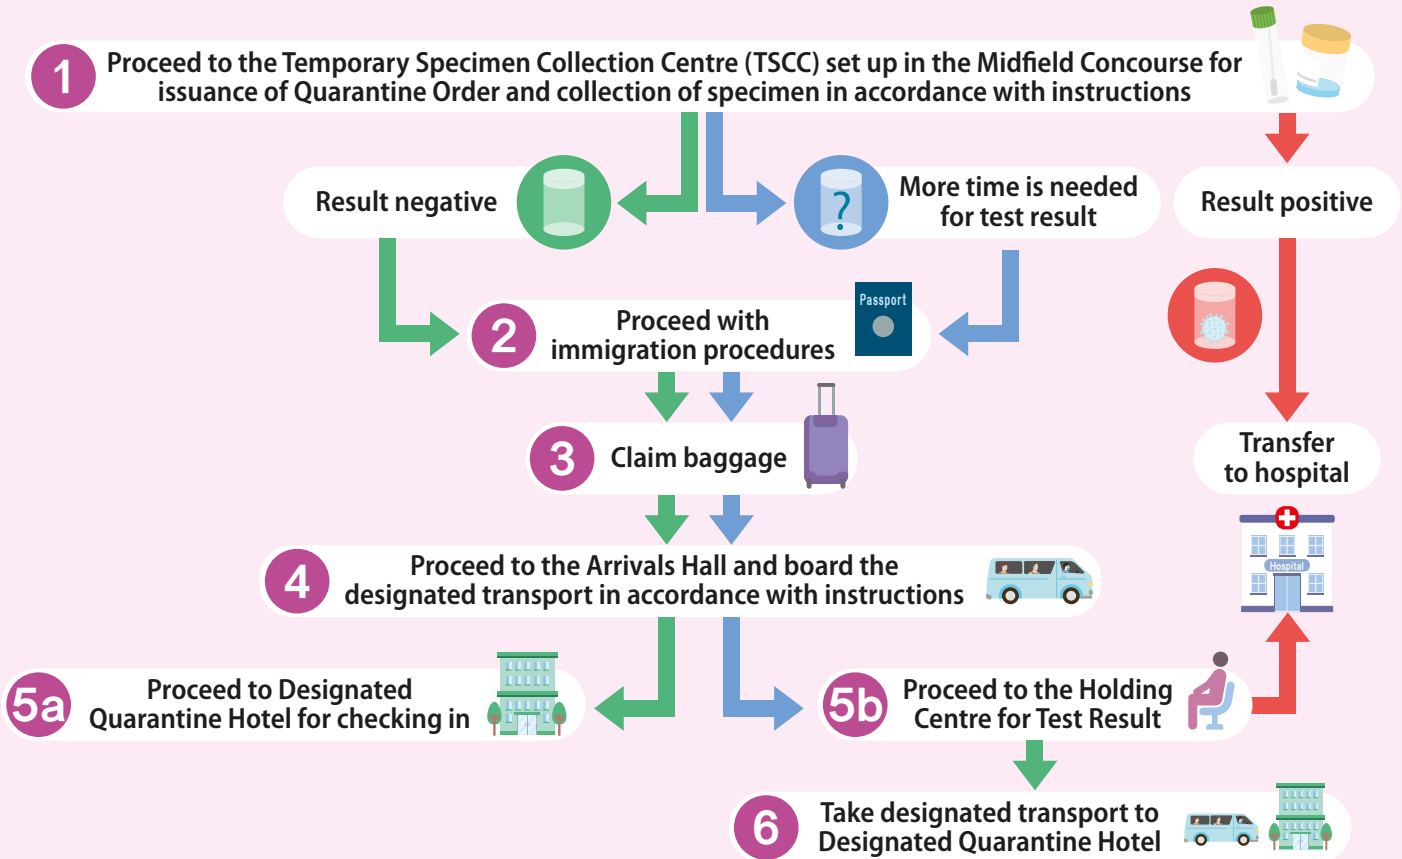 1
Proceed to the Temporary Specimen Collection Centre (TSCC) set up in the Midfield Concourse for
issuance of Quarantine Order and collection of specimen in accordance with instructions
Result negative
?
More time is needed
for test result
Result positive
2
Proceed with
immigration procedures
Passport
3
Claim baggage
Transfer
to hospital
Hospital
4
Proceed to the Arrivals Hall and board the
designated transport in accordance with instructions
5a
Proceed to Designated
Quarantine Hotel for checking in
5b
Proceed to the Holding
Centre for Test Result
6
Take designated transport to
Designated Quarantine Hotel